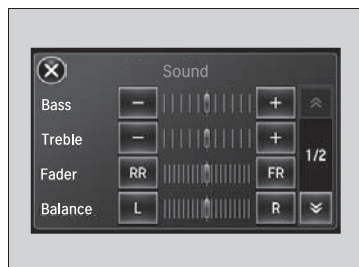 Sound
Bass - +
Treble - +
1/2
Fader RR FR
Balance L R